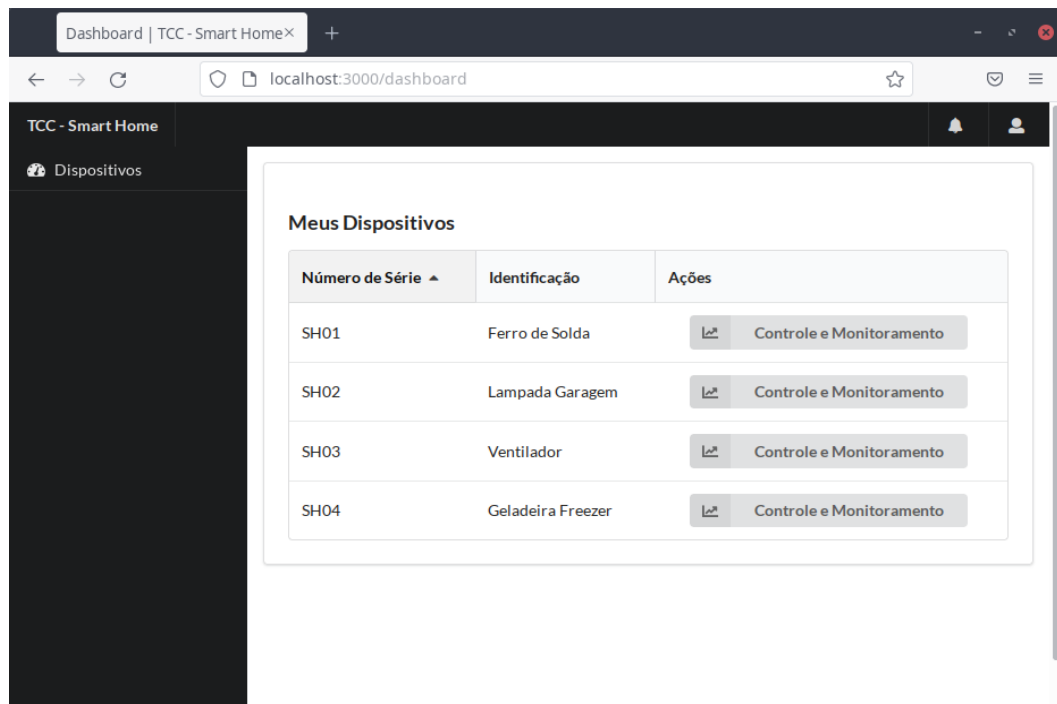 Dashboard | TCC - Smart Home
localhost:3000/dashboard
TCC - Smart Home
Dispositivos
Meus Dispositivos
Número de Série Identificação Ações
SH01 Ferro de Solda Controle e Monitoramento
SH02 Lampada Garagem Controle e Monitoramento
SH03 Ventilador Controle e Monitoramento
SH04 Geladeira Freezer Controle e Monitoramento